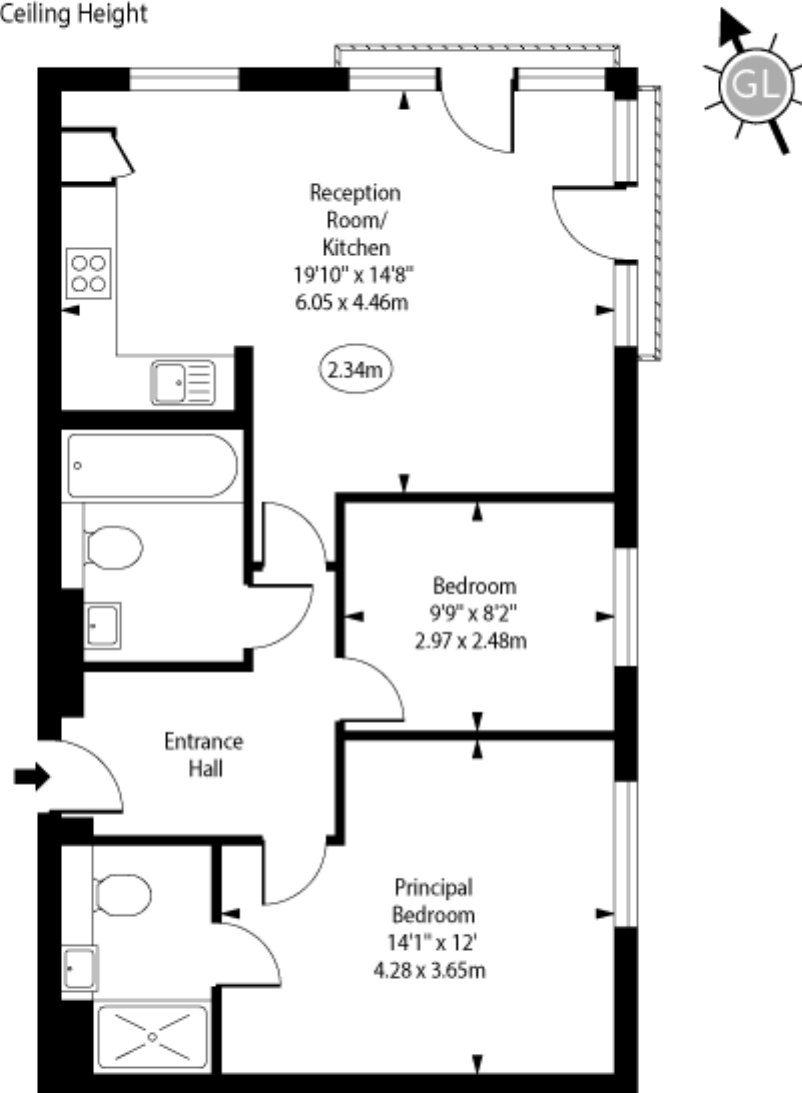 Ceiling Height
GL
Reception
Room/
Kitchen
19'10" x 14'8"
6.05 x 4.46m
2.34m
Bedroom
9'9" x 8'2"
2.97 x 2.48m
Entrance
Hall
Principal
Bedroom
14'1" x 12'
4.28 x 3.65m